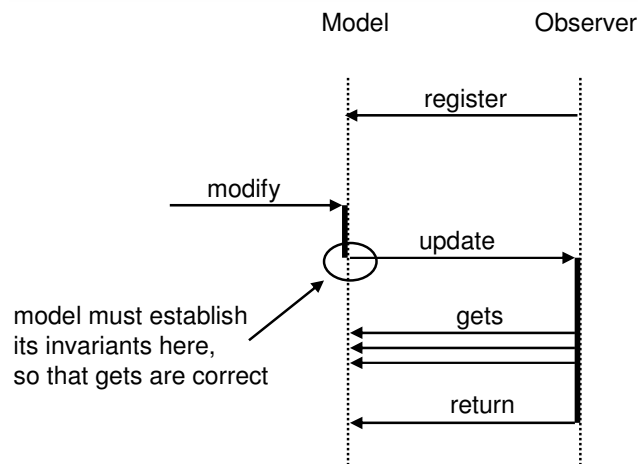 Model
Observer
register
modify
update
gets
model must establish
its invariants here,
so that gets are correct
return